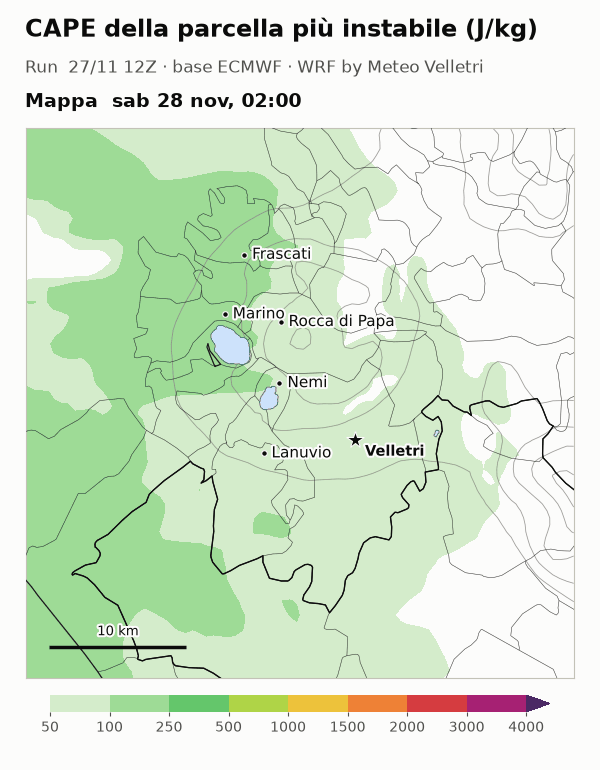 CAPE della parcella più instabile (J/kg)
Run  27/11 12Z · base ECMWF · WRF by Meteo Velletri
Mappa  sab 28 nov, 02:00
Frascati
Marino
Rocca di Papa
Nemi
Velletri
Lanuvio
10 km
50 100 250 500 1000 1500 2000 3000 4000